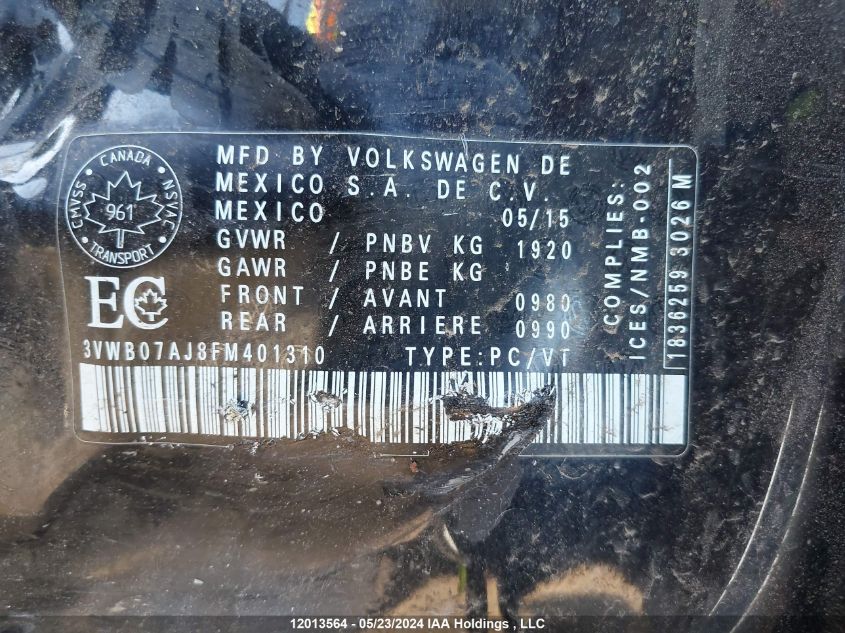 CANADA
CMVSS
NSVAC
961
TRANSPORT
EC
MFD BY VOLKSWAGEN DE
MEXICO S.A. DE C.V.
MEXICO 05/15
GVWR / PNBV KG 1920
GAWR / PNBE KG
FRONT / AVANT 0980
REAR / ARRIERE 0990
3VWB07AJ8FM401310 TYPE:PC/VT
COMPLIES:
ICES/NMB-002
1836259 3026 M
12013564 - 05/23/2024 IAA Holdings , LLC